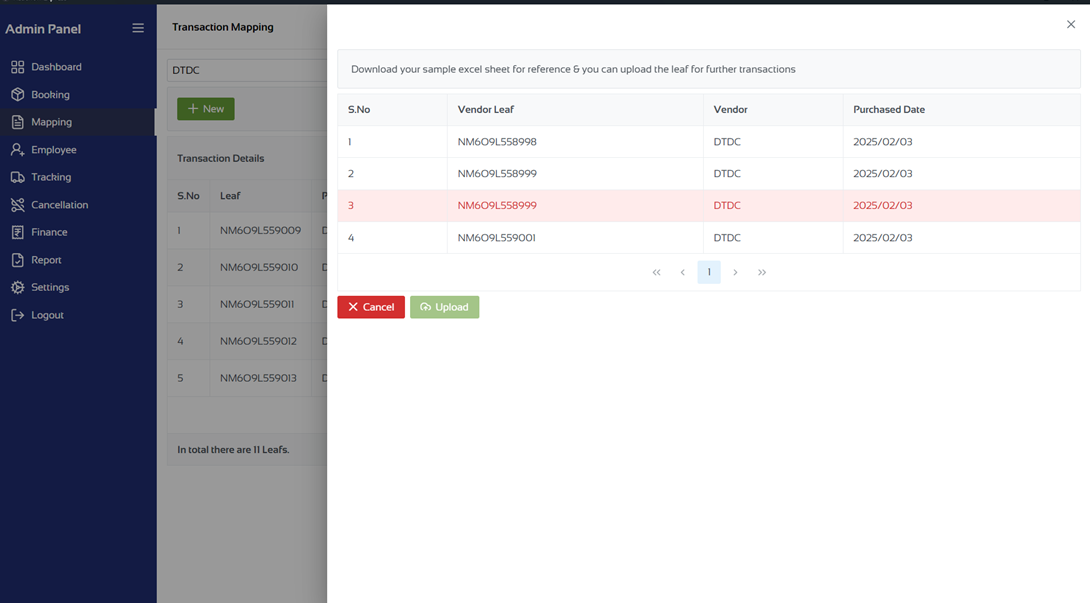 Admin Panel
Dashboard
Booking
Mapping
Employee
Tracking
Cancellation
Finance
Report
Settings
Logout
Transaction Mapping
DTDC
New
Transaction Details
S.No Leaf
1 NM6O9L559009
2 NM6O9L559010
3 NM6O9L559011
4 NM6O9L559012
5 NM6O9L559013
In total there are 11 Leafs.
Download your sample excel sheet for reference & you can upload the leaf for further transactions
S.No Vendor Leaf Vendor Purchased Date
1 NM6O9L558998 DTDC 2025/02/03
2 NM6O9L558999 DTDC 2025/02/03
3 NM6O9L558999 DTDC 2025/02/03
4 NM6O9L559001 DTDC 2025/02/03
1
Cancel Upload